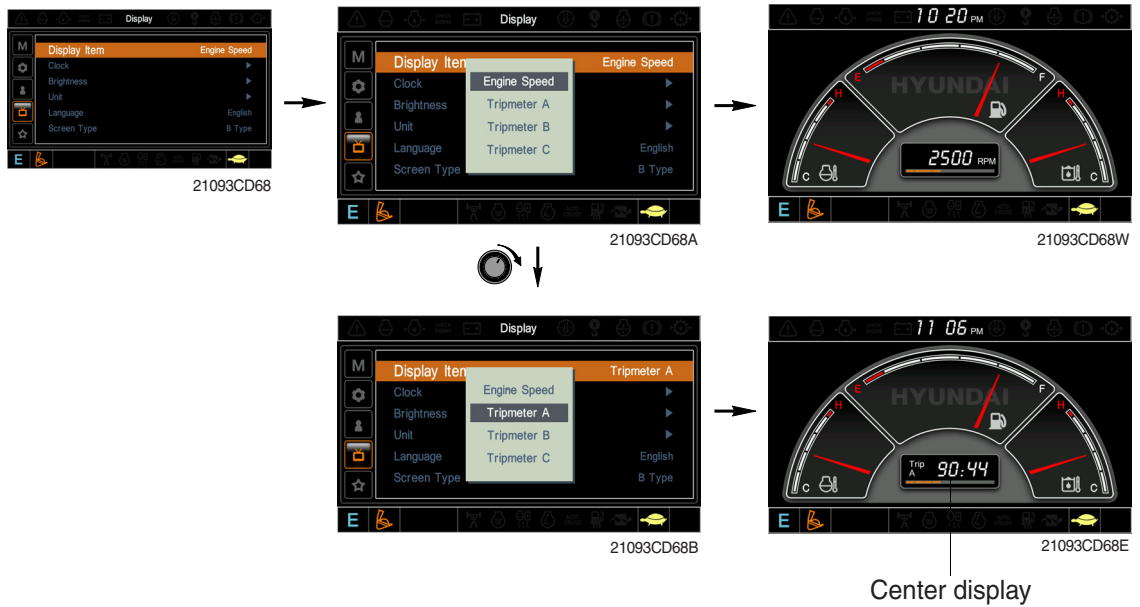 Display
M
Display Item Engine Speed
Clock
Brightness
Unit
Language English
Screen Type B Type
E
21093CD68
Display
M
Display Item Engine Speed
Clock
Brightness
Unit
Language English
Screen Type B Type
Engine Speed
Tripmeter A
Tripmeter B
Tripmeter C
E
21093CD68A
10 20 PM
HYUNDAI
E F
H H
C C
2500 RPM
E
21093CD68W
Display
M
Display Item Tripmeter A
Clock
Brightness
Unit
Language English
Screen Type B Type
Engine Speed
Tripmeter A
Tripmeter B
Tripmeter C
E
21093CD68B
11 06 PM
HYUNDAI
E F
H H
C C
Trip A 90:44
E
21093CD68E
Center display